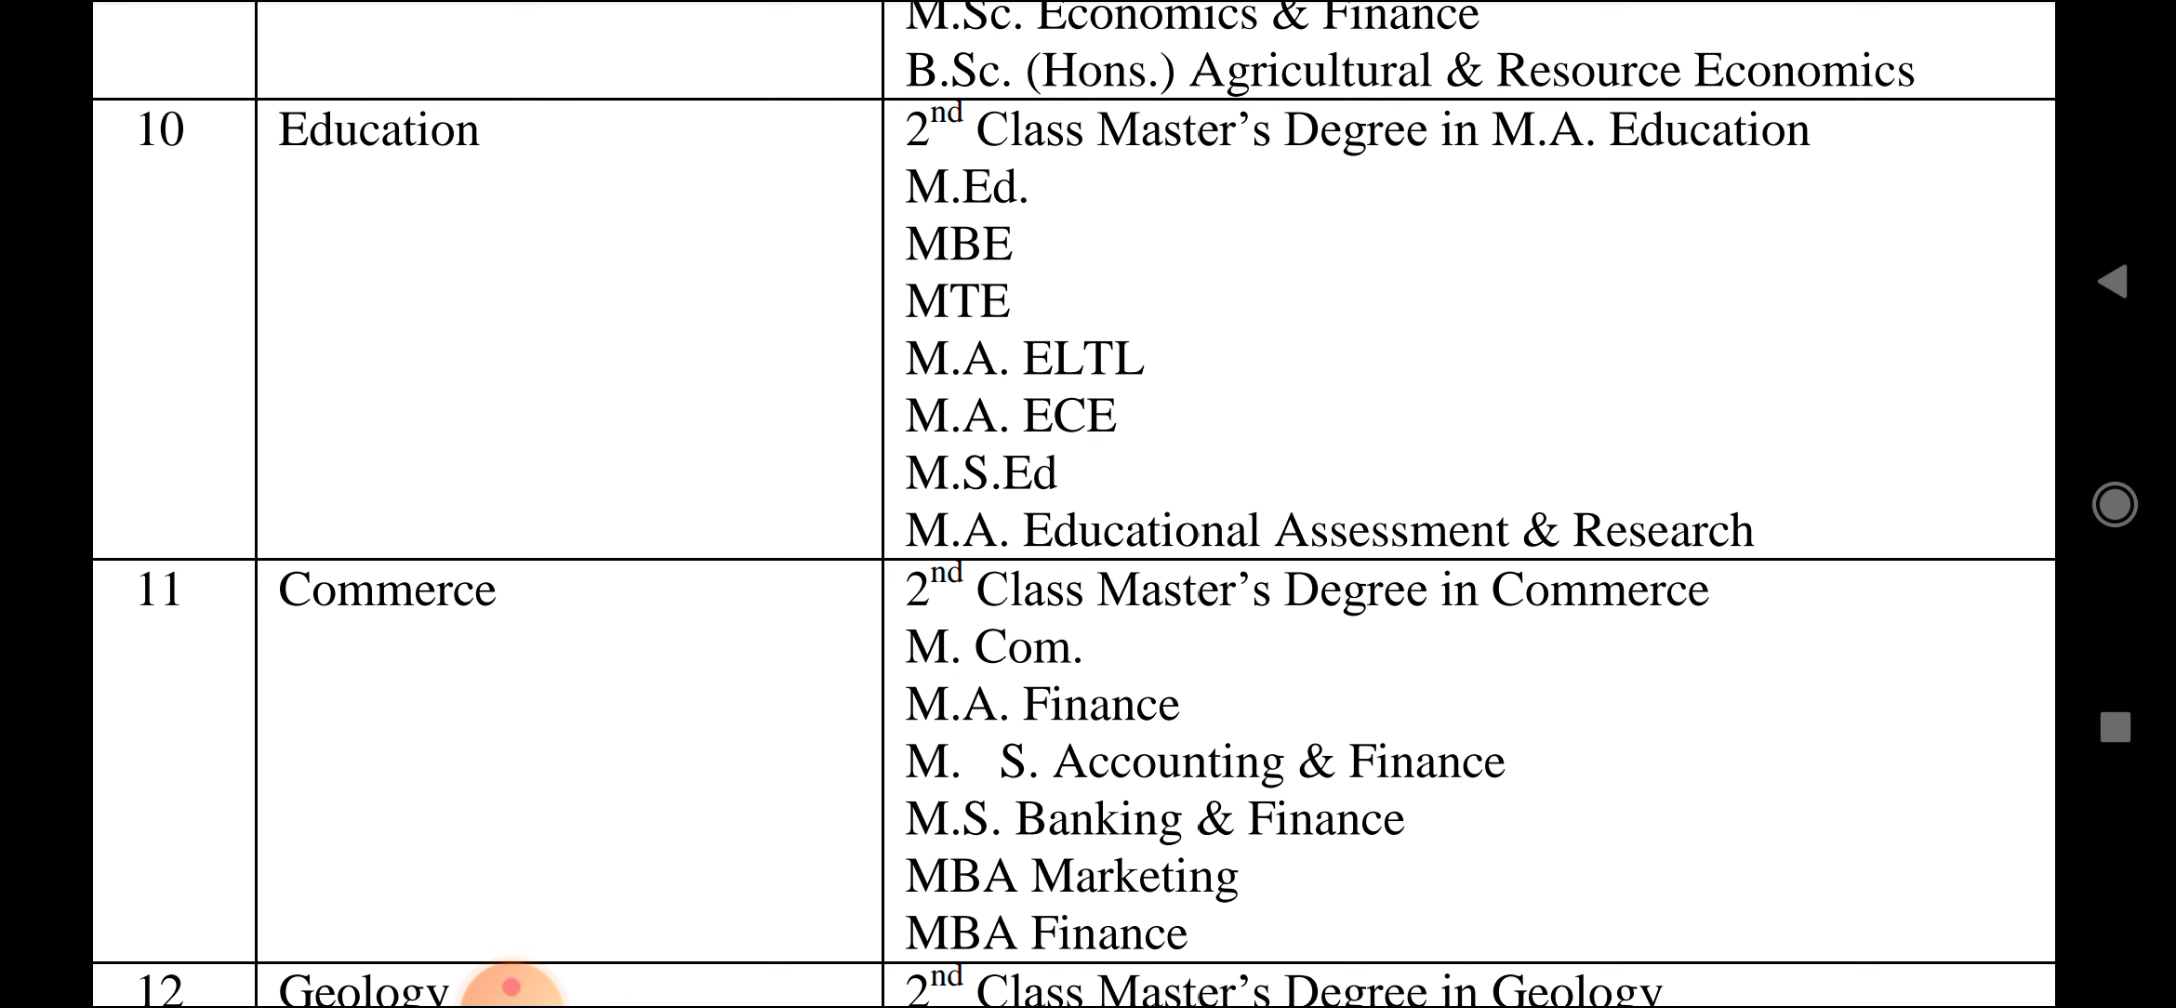 M.Sc. Economics & Finance
B.Sc. (Hons.) Agricultural & Resource Economics
10 Education 2nd Class Master’s Degree in M.A. Education
M.Ed.
MBE
MTE
M.A. ELTL
M.A. ECE
M.S.Ed
M.A. Educational Assessment & Research
11 Commerce 2nd Class Master’s Degree in Commerce
M. Com.
M.A. Finance
M. S. Accounting & Finance
M.S. Banking & Finance
MBA Marketing
MBA Finance
12 Geology 2nd Class Master’s Degree in Geology